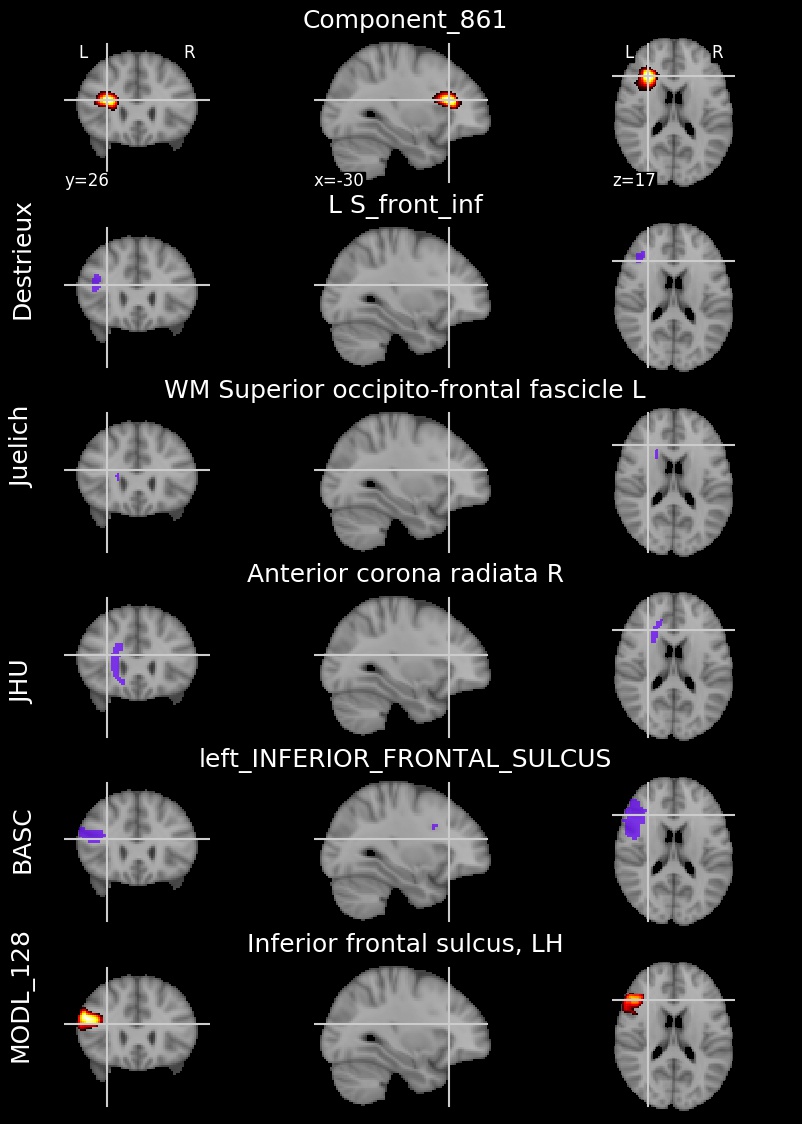 Component_861
L R
L R
y=26
x=-30
z=17
Destrieux
L S_front_inf
Juelich
WM Superior occipito-frontal fascicle L
JHU
Anterior corona radiata R
BASC
left_INFERIOR_FRONTAL_SULCUS
MODL_128
Inferior frontal sulcus, LH